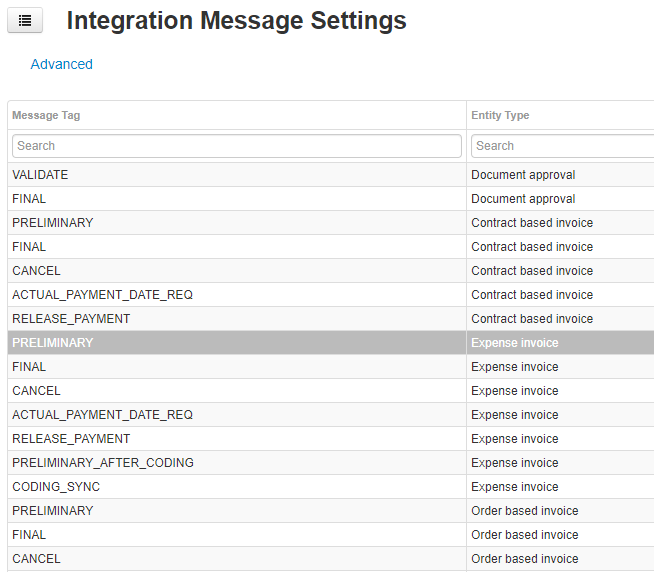 Integration Message Settings
Advanced
Message Tag Entity Type
Search Search
VALIDATE Document approval
FINAL Document approval
PRELIMINARY Contract based invoice
FINAL Contract based invoice
CANCEL Contract based invoice
ACTUAL_PAYMENT_DATE_REQ Contract based invoice
RELEASE_PAYMENT Contract based invoice
PRELIMINARY Expense invoice
FINAL Expense invoice
CANCEL Expense invoice
ACTUAL_PAYMENT_DATE_REQ Expense invoice
RELEASE_PAYMENT Expense invoice
PRELIMINARY_AFTER_CODING Expense invoice
CODING_SYNC Expense invoice
PRELIMINARY Order based invoice
FINAL Order based invoice
CANCEL Order based invoice